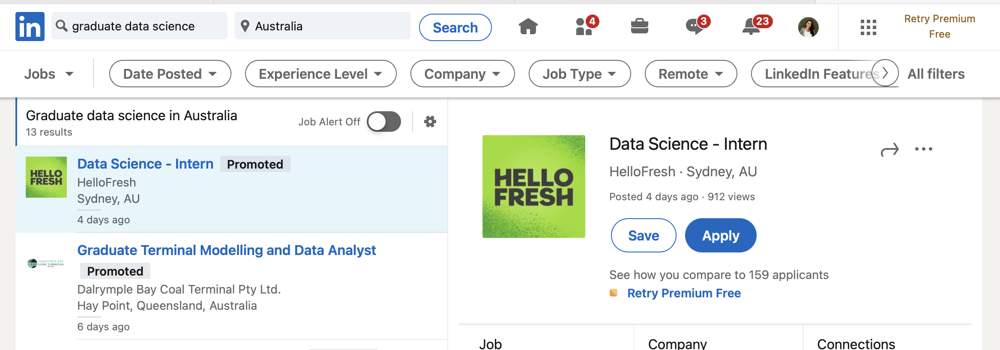 in
graduate data science
Australia
Search
4
3
23
Retry Premium
Free
Jobs
Date Posted
Experience Level
Company
Job Type
Remote
LinkedIn Features
All filters
Graduate data science in Australia
13 results
Job Alert Off
HELLO
FRESH
Data Science - Intern
Promoted
HelloFresh
Sydney, AU
4 days ago
DALRYMPLE BAY
COAL TERMINAL
Graduate Terminal Modelling and Data Analyst
Promoted
Dalrymple Bay Coal Terminal Pty Ltd.
Hay Point, Queensland, Australia
6 days ago
HELLO
FRESH
Data Science - Intern
HelloFresh · Sydney, AU
Posted 4 days ago · 912 views
Save
Apply
See how you compare to 159 applicants
Retry Premium Free
Job
Company
Connections